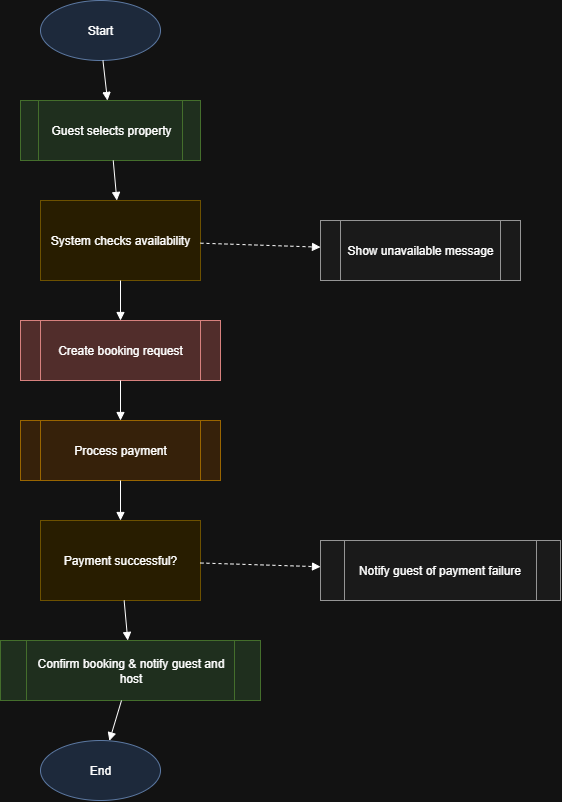 Start
Guest selects property
System checks availability
Show unavailable message
Create booking request
Process payment
Payment successful?
Notify guest of payment failure
Confirm booking & notify guest and
host
End